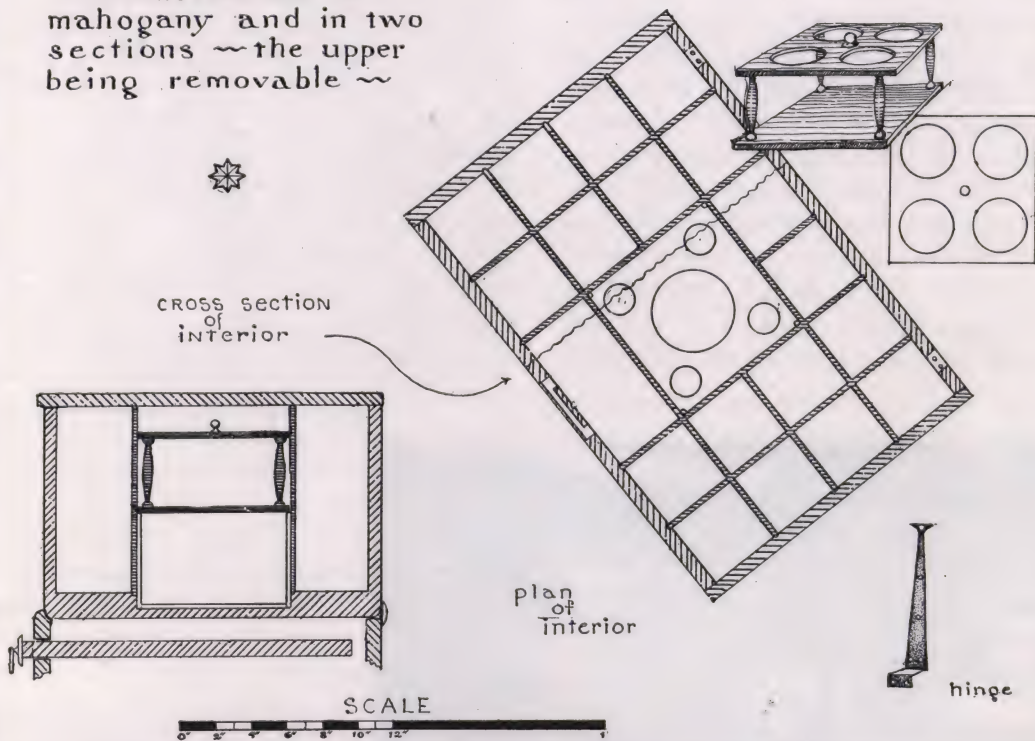 mahogany and in two
sections ~ the upper
being removable ~
CROSS SECTION
of
INTERIOR
plan
of
interior
hinge
SCALE
0" 2" 4" 6" 8" 10" 12"